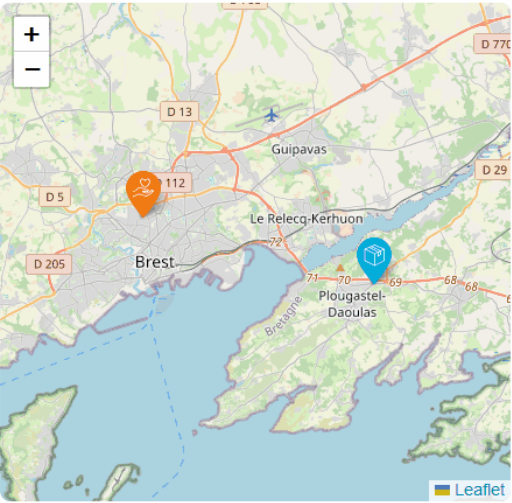 +
−
D 770
D 13
Guipavas
D 29
D 112
D 5
Le Relecq-Kerhuon
72
Brest
D 205
71
70
69
68
68
Plougastel-
Daoulas
Bretagne
Leaflet